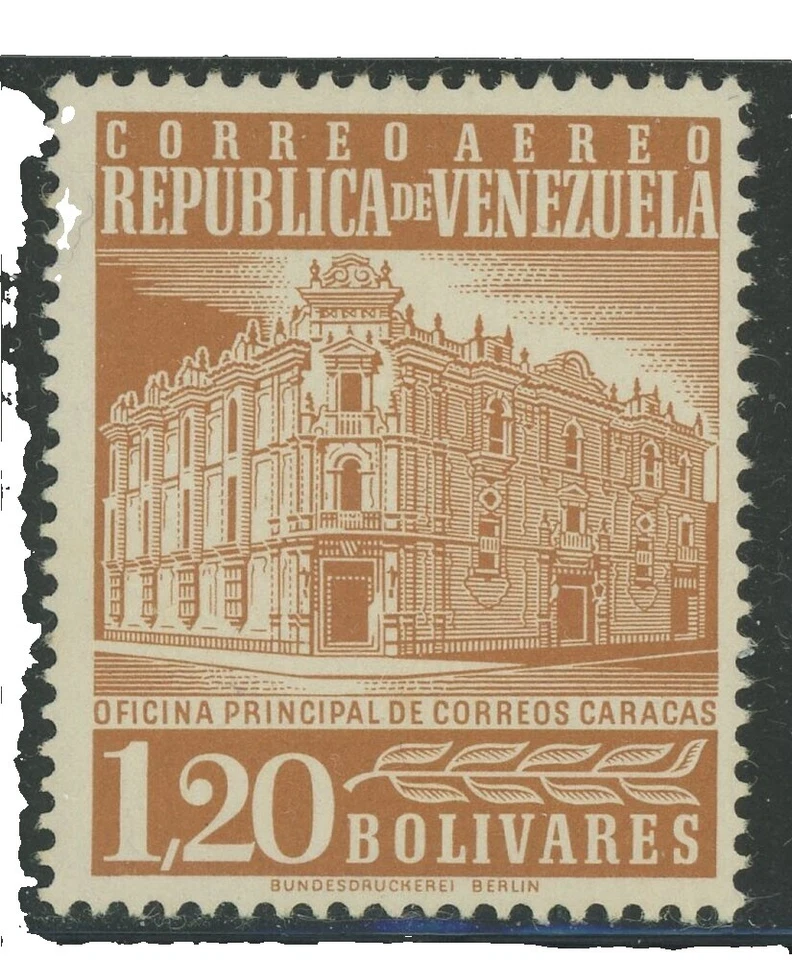 CORREO AEREO
REPUBLICA DE VENEZUELA
OFICINA PRINCIPAL DE CORREOS CARACAS
1,20 BOLIVARES
BUNDESDRUCKEREI BERLIN